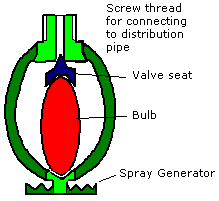 Screw thread
for connecting
to distribution
pipe
Valve seat
Bulb
Spray Generator